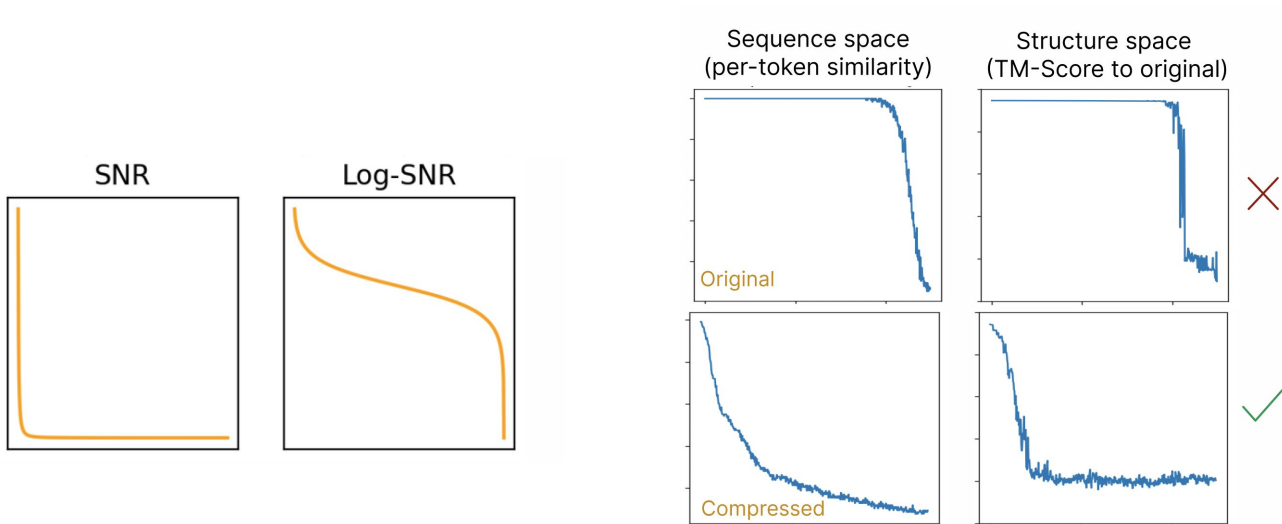 SNR
Log-SNR
Sequence space
(per-token similarity)
Structure space
(TM-Score to original)
Original
Compressed